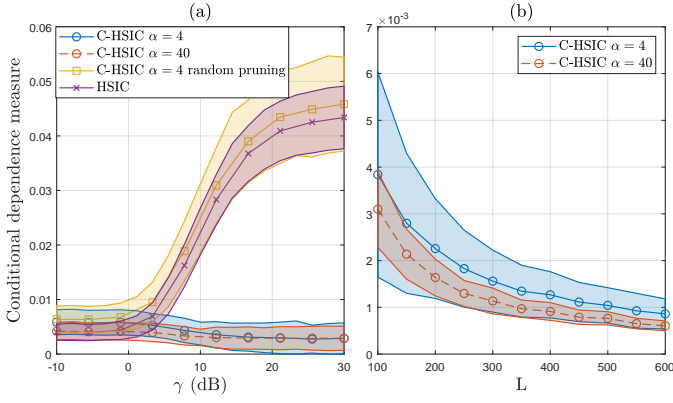 (a)
(b)
C-HSIC α = 4
C-HSIC α = 40
C-HSIC α = 4 random pruning
HSIC
Conditional dependence measure
0.06
0.05
0.04
0.03
0.02
0.01
0
-10
0
10
20
30
γ (dB)
×10⁻³
C-HSIC α = 4
C-HSIC α = 40
7
6
5
4
3
2
1
0
100
200
300
400
500
600
L